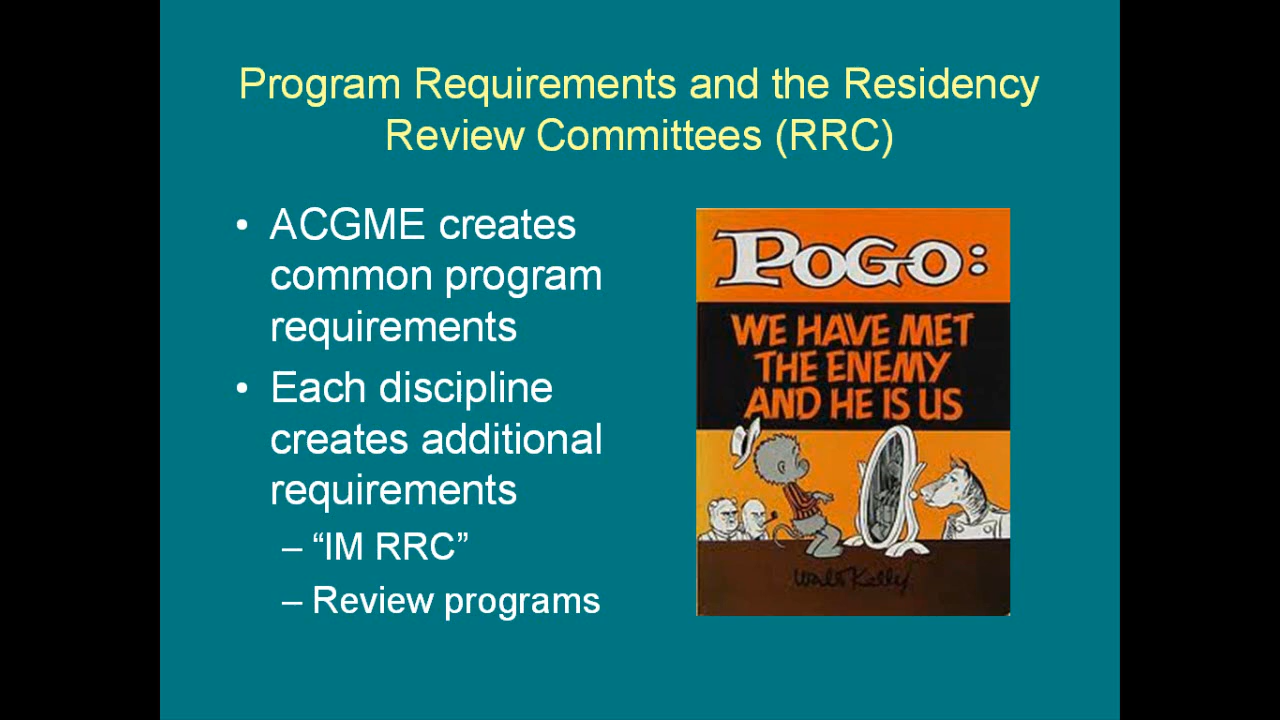 Program Requirements and the Residency
Review Committees (RRC)
• ACGME creates
common program
requirements
• Each discipline
creates additional
requirements
– “IM RRC”
– Review programs
POGO:
WE HAVE MET
THE ENEMY
AND HE IS US
Walt Kelly